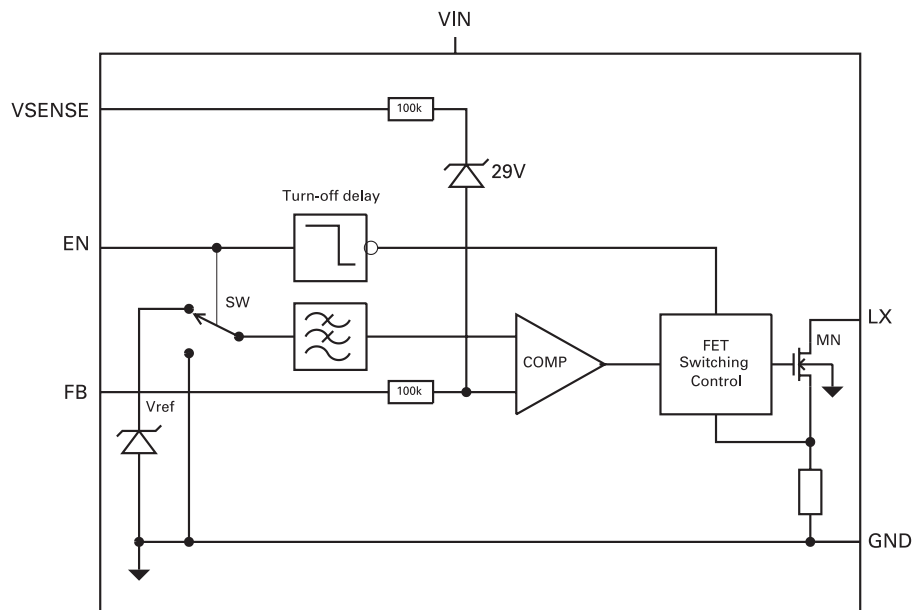 VIN
VSENSE
100k
29V
Turn-off delay
EN
SW
LX
MN
COMP
FET
Switching
Control
FB
100k
Vref
GND